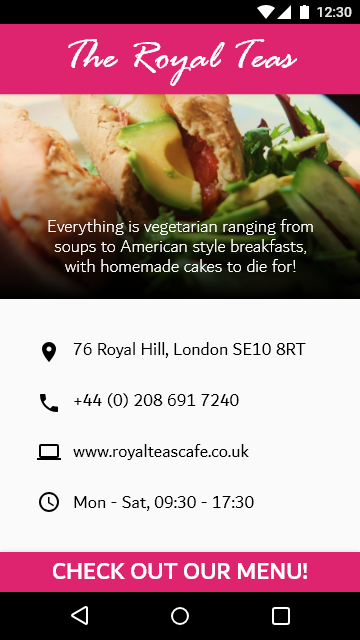 12:30
The Royal Teas
Everything is vegetarian ranging from
soups to American style breakfasts,
with homemade cakes to die for!
76 Royal Hill, London SE10 8RT
+44 (0) 208 691 7240
www.royalteascafe.co.uk
Mon - Sat, 09:30 - 17:30
CHECK OUT OUR MENU!